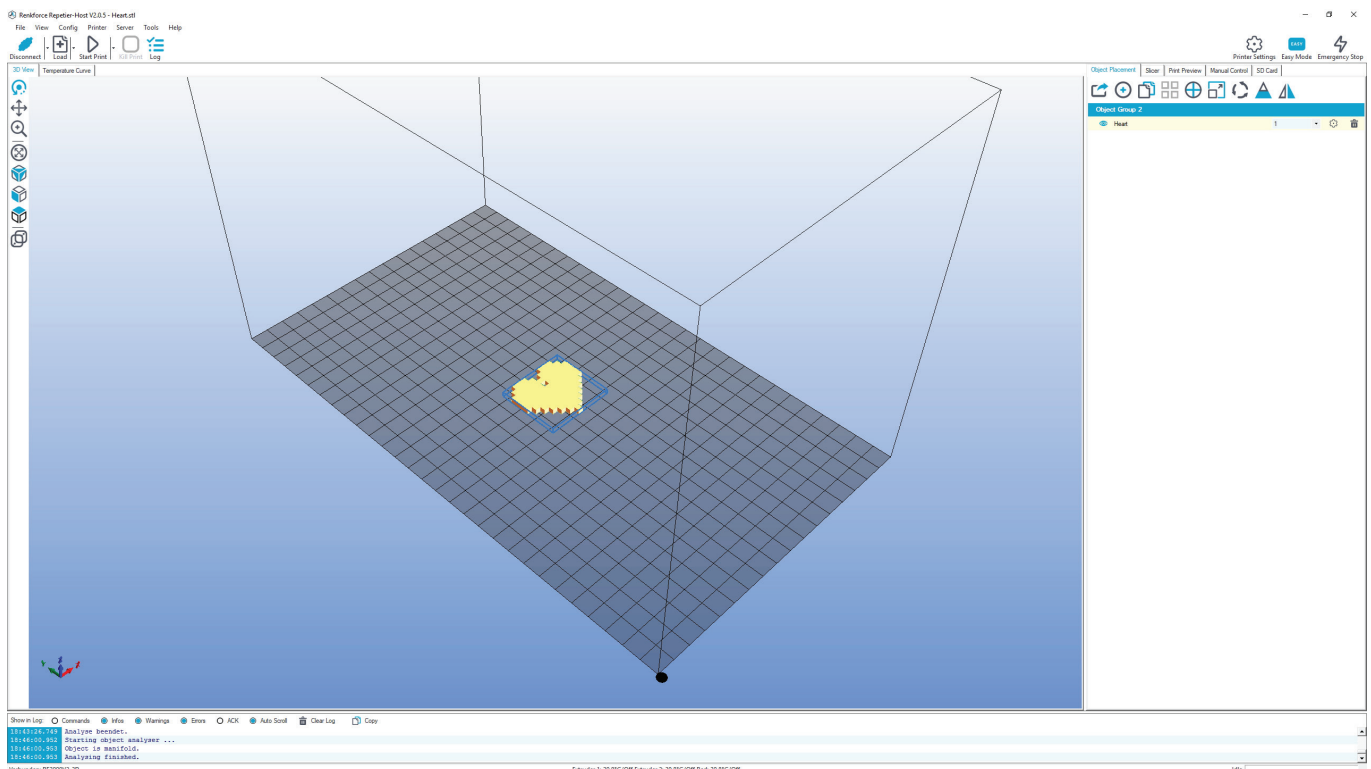 Renkforce Repetier-Host V2.0.5 - Heart.stl
File View Config Printer Server Tools Help
Disconnect Load Start Print Kill Print Log
Printer Settings EASY Easy Mode Emergency Stop
3D View Temperature Curve
Object Placement Slicer Print Preview Manual Control SD Card
Object Group 2
Heart 1
Y Z X
Show in Log: Commands Infos Warnings Errors ACK Auto Scroll Clear Log Copy
18:43:26.749 Analyse beendet.
18:46:00.952 Starting object analyser ...
18:46:00.953 Object is manifold.
18:46:00.953 Analysing finished.
Idle